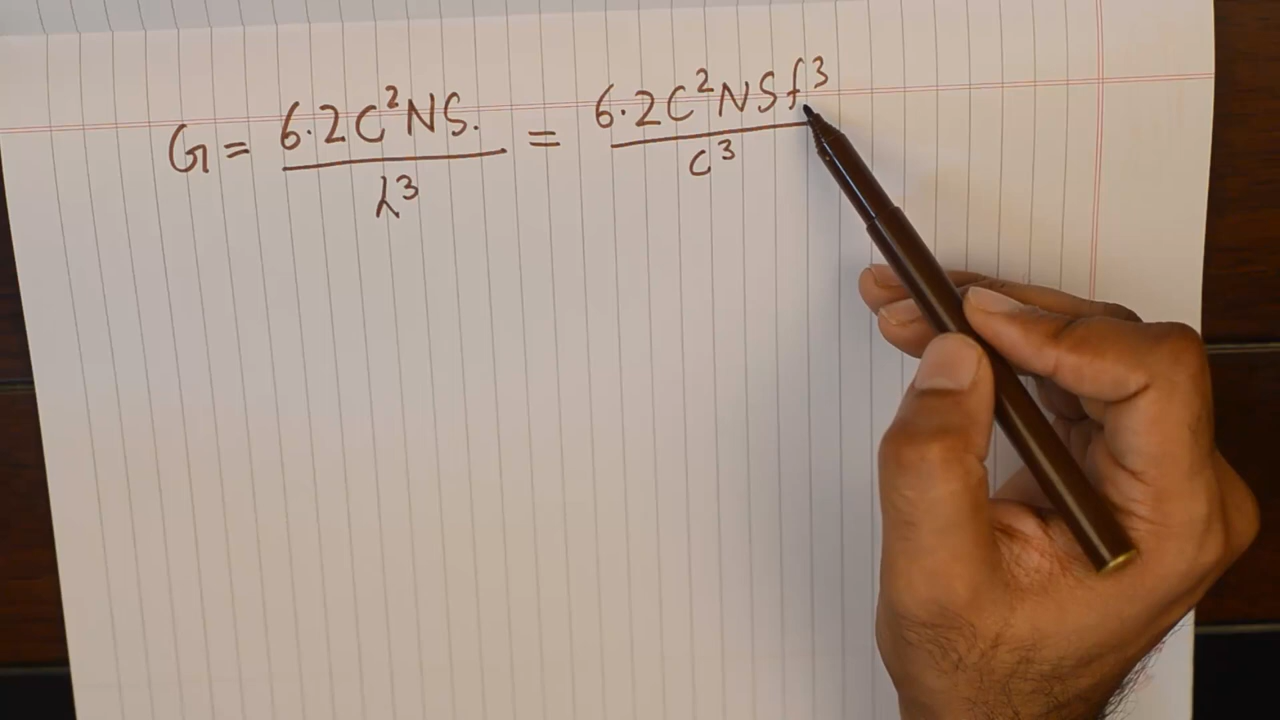 G = 6.2C²NS. / λ³ = 6.2C²NSf³ / c³